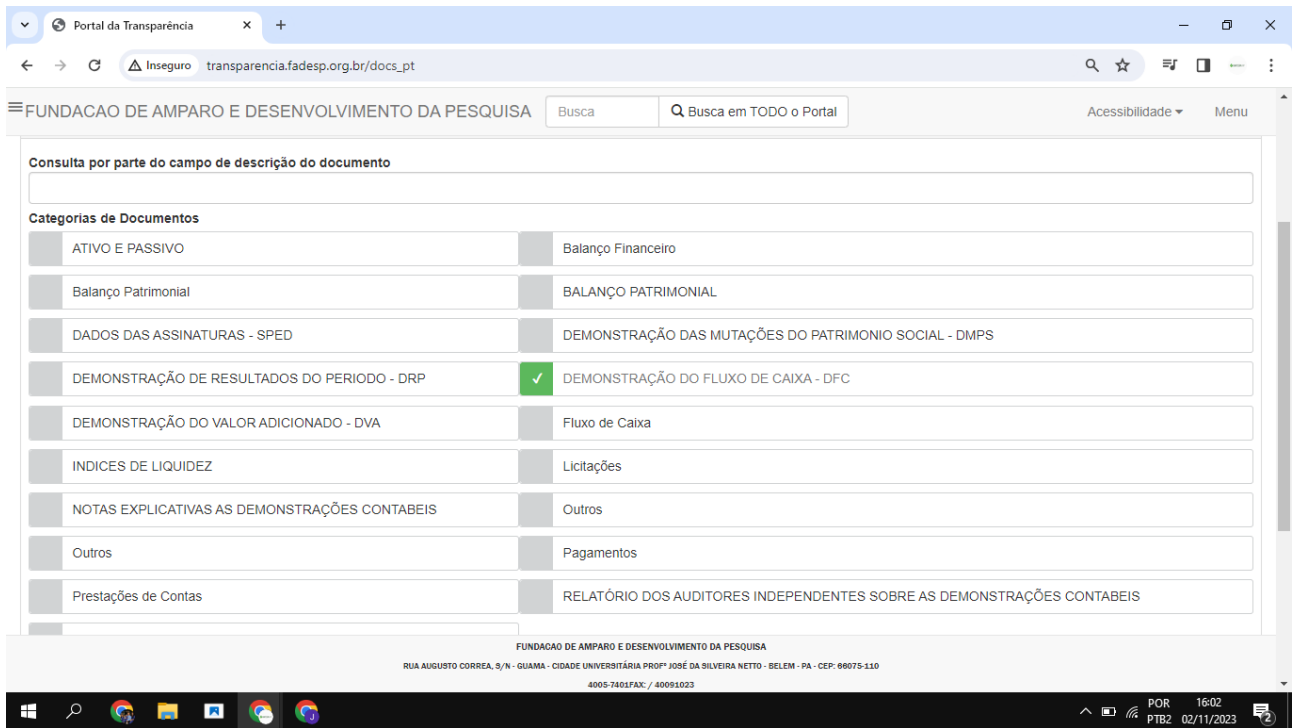 Portal da Transparência
Inseguro transparencia.fadesp.org.br/docs_pt
FUNDACAO DE AMPARO E DESENVOLVIMENTO DA PESQUISA Busca Busca em TODO o Portal Acessibilidade Menu
Consulta por parte do campo de descrição do documento
Categorias de Documentos
ATIVO E PASSIVO Balanço Financeiro
Balanço Patrimonial BALANÇO PATRIMONIAL
DADOS DAS ASSINATURAS - SPED DEMONSTRAÇÃO DAS MUTAÇÕES DO PATRIMONIO SOCIAL - DMPS
DEMONSTRAÇÃO DE RESULTADOS DO PERIODO - DRP DEMONSTRAÇÃO DO FLUXO DE CAIXA - DFC
DEMONSTRAÇÃO DO VALOR ADICIONADO - DVA Fluxo de Caixa
INDICES DE LIQUIDEZ Licitações
NOTAS EXPLICATIVAS AS DEMONSTRAÇÕES CONTABEIS Outros
Outros Pagamentos
Prestações de Contas RELATÓRIO DOS AUDITORES INDEPENDENTES SOBRE AS DEMONSTRAÇÕES CONTABEIS
FUNDACAO DE AMPARO E DESENVOLVIMENTO DA PESQUISA
RUA AUGUSTO CORREA, S/N - GUAMA - CIDADE UNIVERSITÁRIA PROFº JOSÉ DA SILVEIRA NETTO - BELEM - PA - CEP: 66075-110
4005-7401FAX: / 40091023
POR 16:02
PTB2 02/11/2023